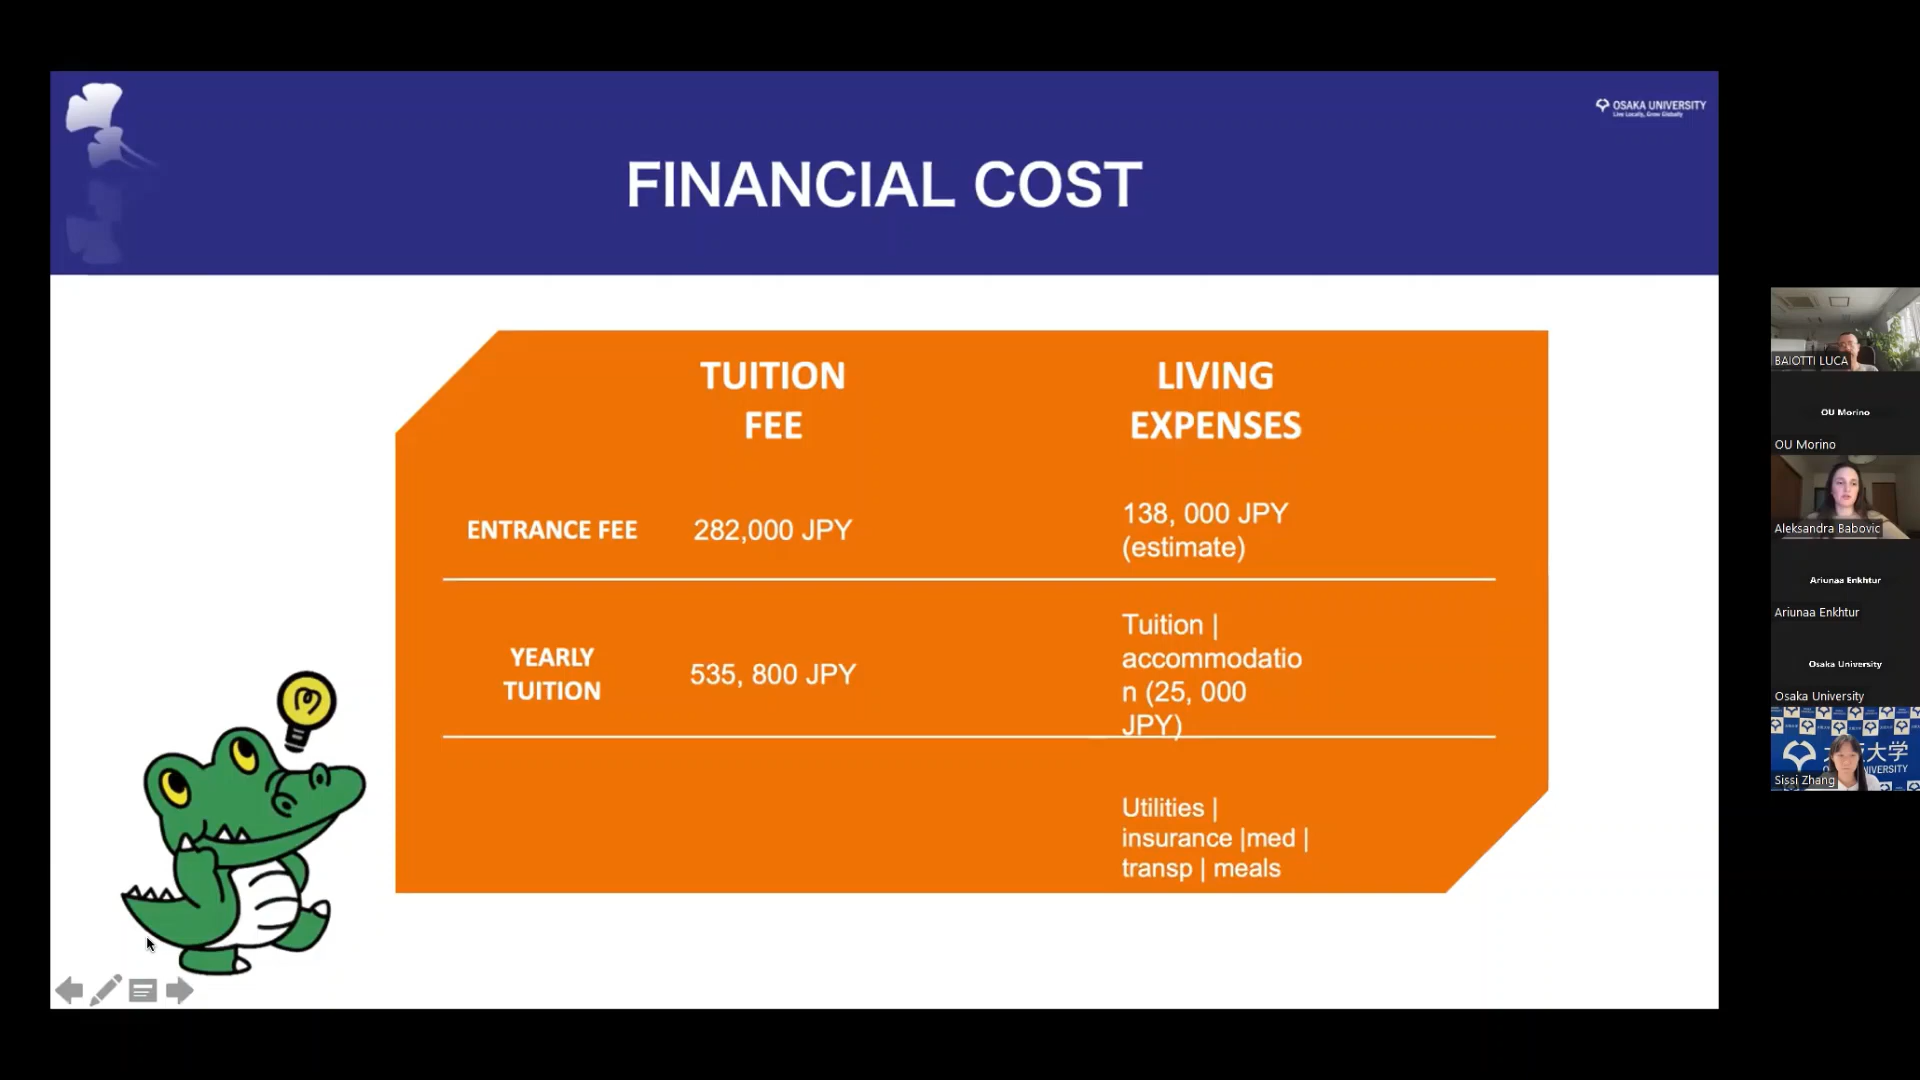 OSAKA UNIVERSITY
Live Locally, Grow Globally
FINANCIAL COST
TUITION
FEE
LIVING
EXPENSES
ENTRANCE FEE
282,000 JPY
138, 000 JPY
(estimate)
YEARLY
TUITION
535, 800 JPY
Tuition |
accommodatio
n (25, 000
JPY)
Utilities |
insurance |med |
transp | meals
BAIOTTI LUCA
OU Morino
OU Morino
Aleksandra Babovic
Ariunaa Enkhtur
Ariunaa Enkhtur
Osaka University
Osaka University
Sissi Zhang